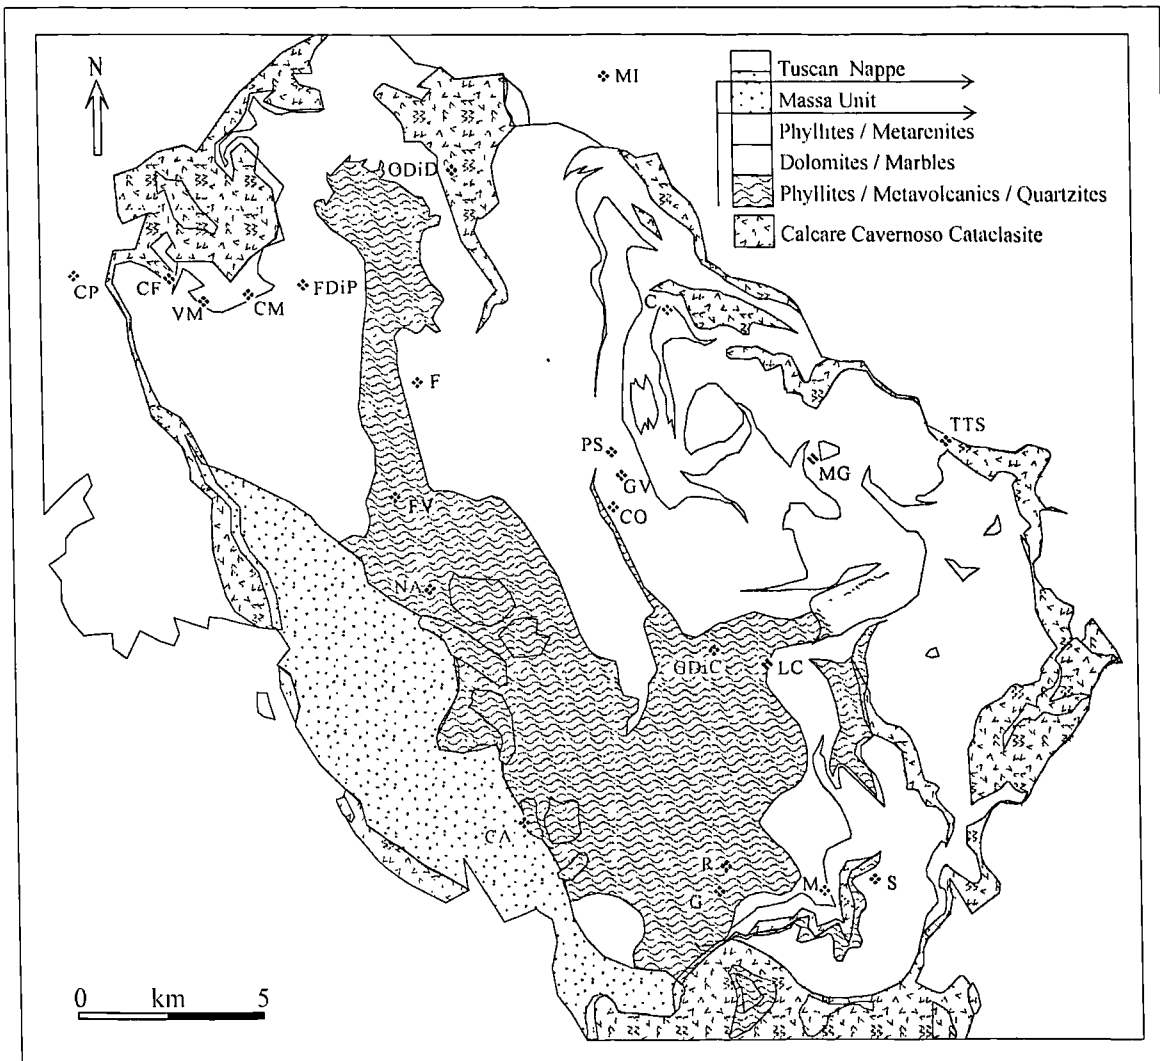 N
MI
Tuscan Nappe
Massa Unit
Phyllites / Metarenites
Dolomites / Marbles
Phyllites / Metavolcanics / Quartzites
Calcare Cavernoso Cataclasite
ODiD
CP
CF
VM
CM
FDiP
C
F
PS
GV
CO
MG
TTS
FV
NA
GDiC
LC
CA
R
G
M
S
0 km 5